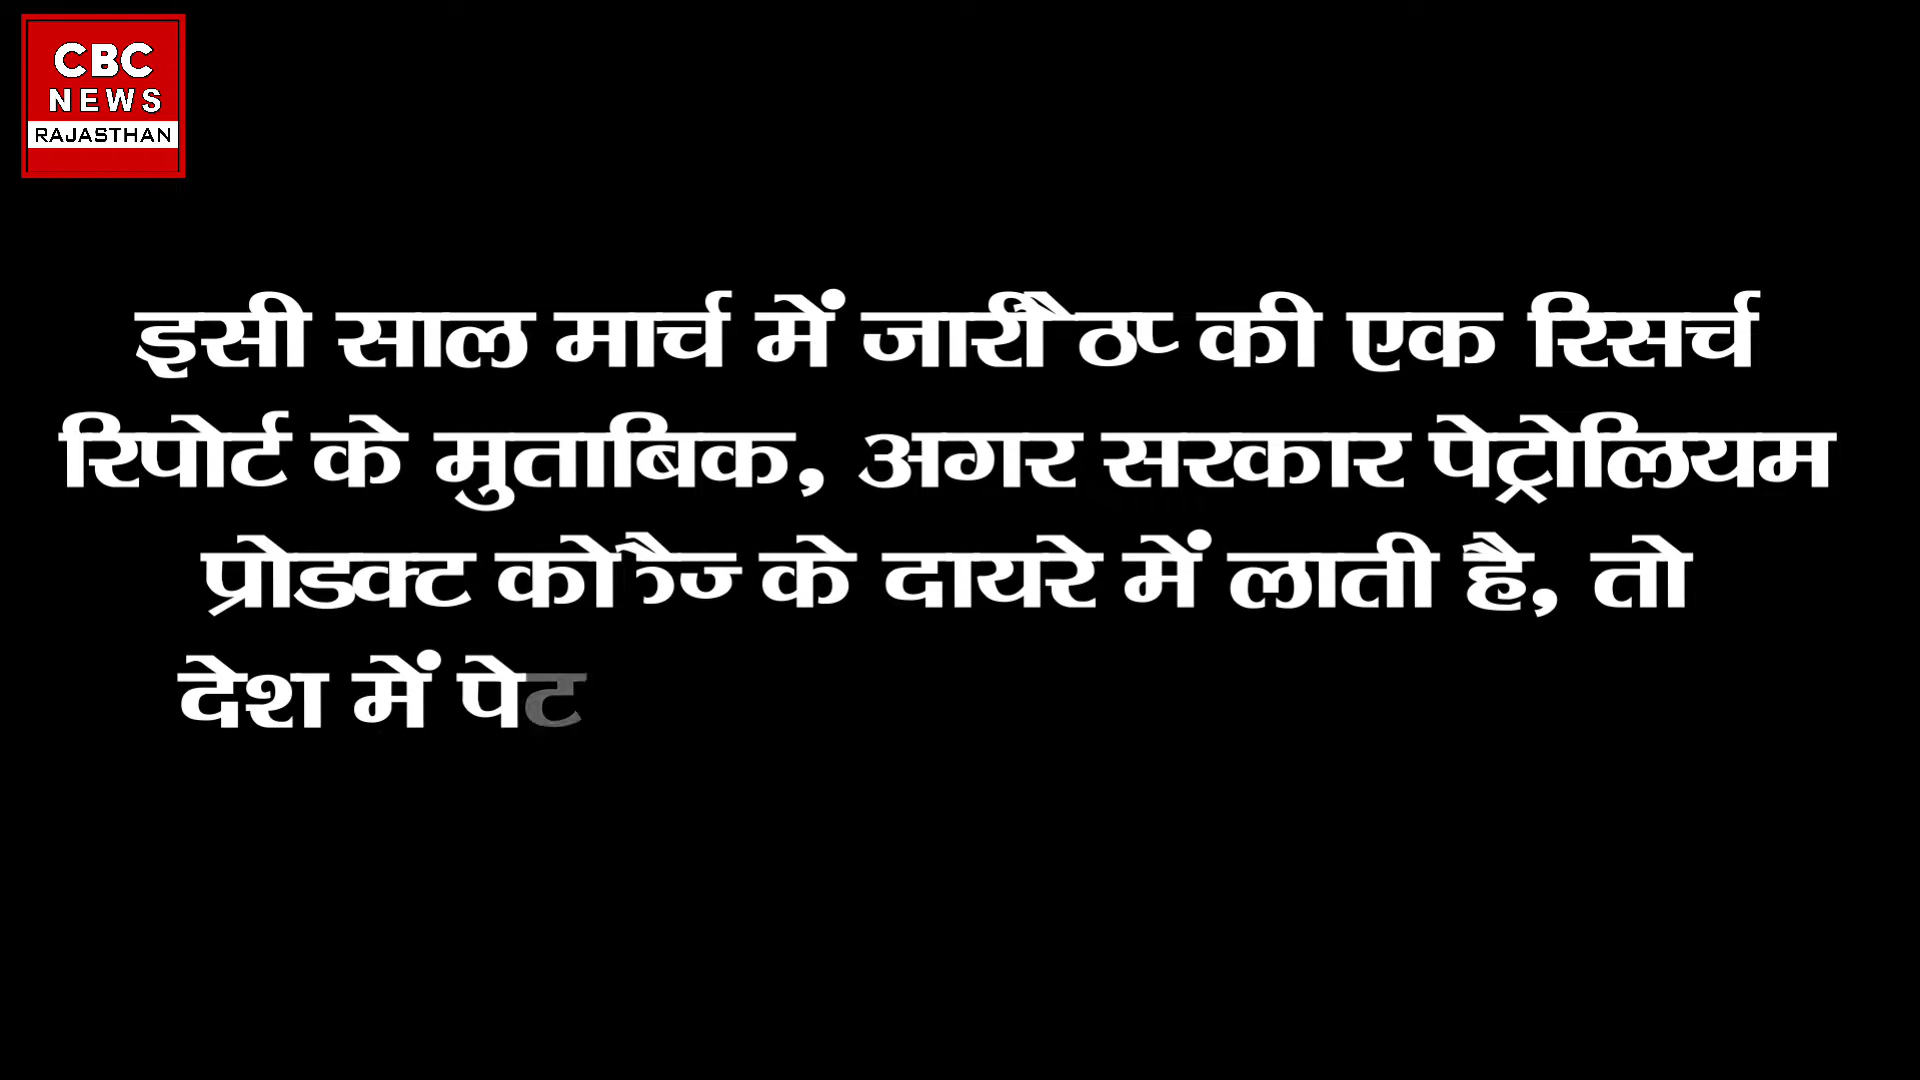 CBC
NEWS
RAJASTHAN
इसी साल मार्च में जारी की एक रिसर्च
रिपोर्ट के मुताबिक, अगर सरकार पेट्रोलियम
प्रोडक्ट को के दायरे में लाती है, तो
देश में पेट